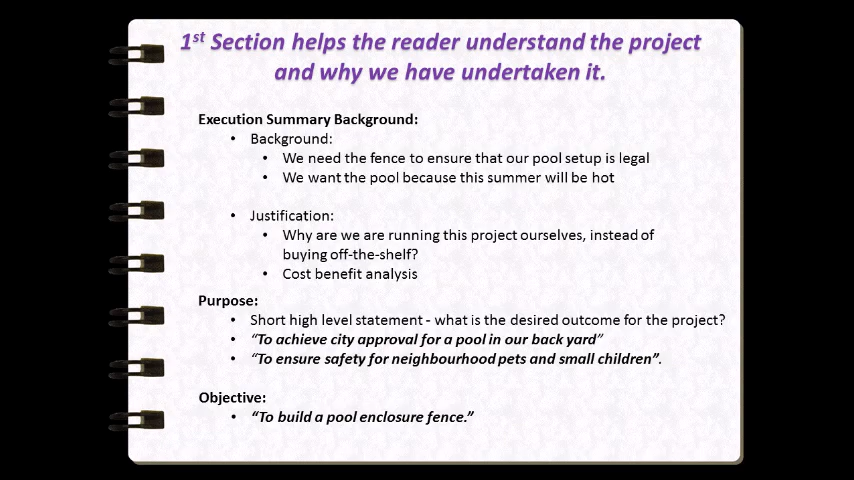 1st Section helps the reader understand the project
and why we have undertaken it.
Execution Summary Background:
• Background:
• We need the fence to ensure that our pool setup is legal
• We want the pool because this summer will be hot
• Justification:
• Why are we are running this project ourselves, instead of
buying off-the-shelf?
• Cost benefit analysis
Purpose:
• Short high level statement - what is the desired outcome for the project?
• “To achieve city approval for a pool in our back yard”
• “To ensure safety for neighbourhood pets and small children”.
Objective:
• “To build a pool enclosure fence.”